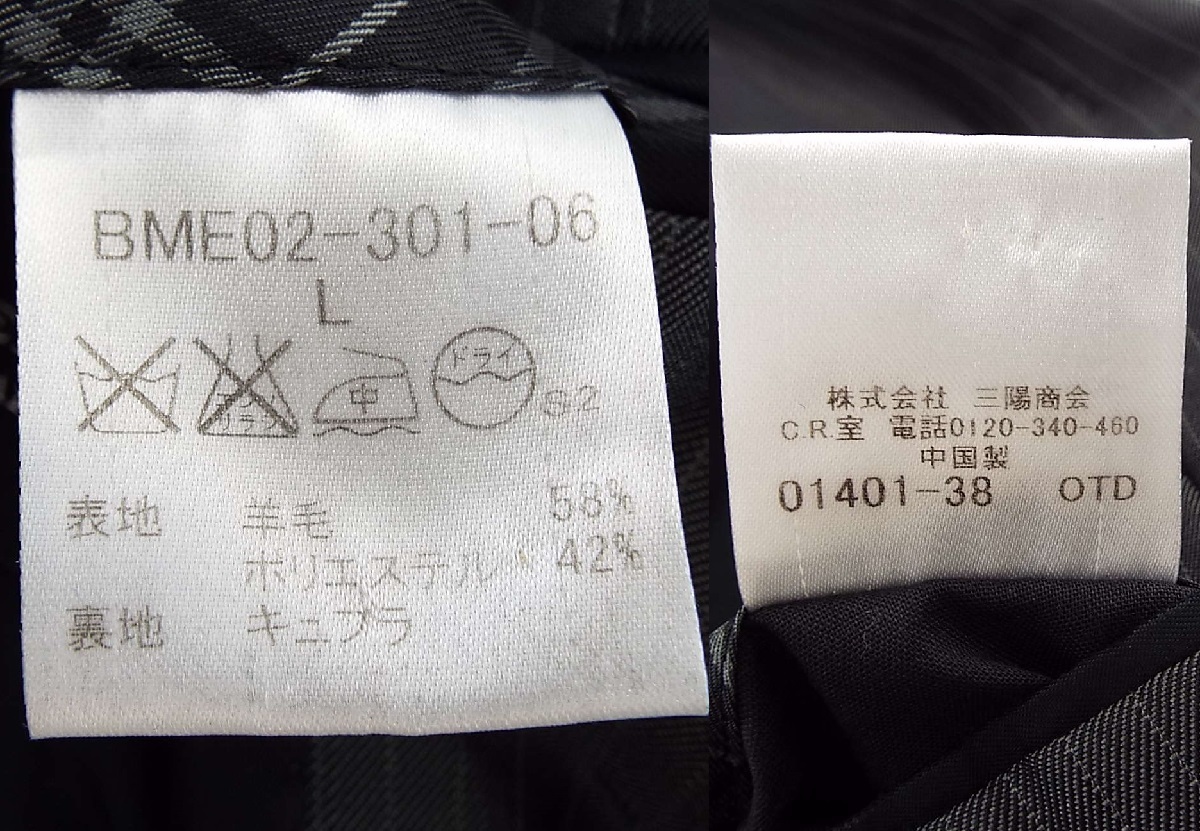 BME02-301-06
L
中 ドライ
表地 羊毛 58%
ポリエステル 42%
裏地 キュプラ
株式会社 三陽商会
C.R.室 電話0120-340-460
中国製
01401-38 OTD